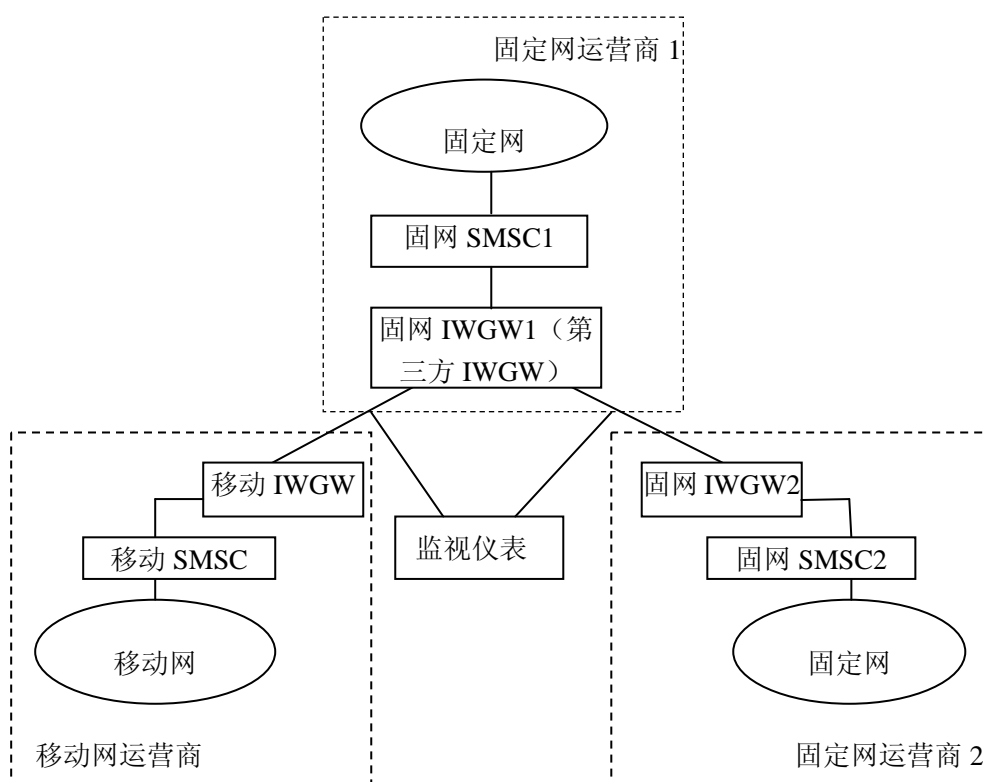 固定网运营商 1
固定网
固网 SMSC1
固网 IWGW1（第
三方 IWGW）
移动 IWGW
固网 IWGW2
监视仪表
移动 SMSC
固网 SMSC2
移动网
固定网
移动网运营商
固定网运营商 2